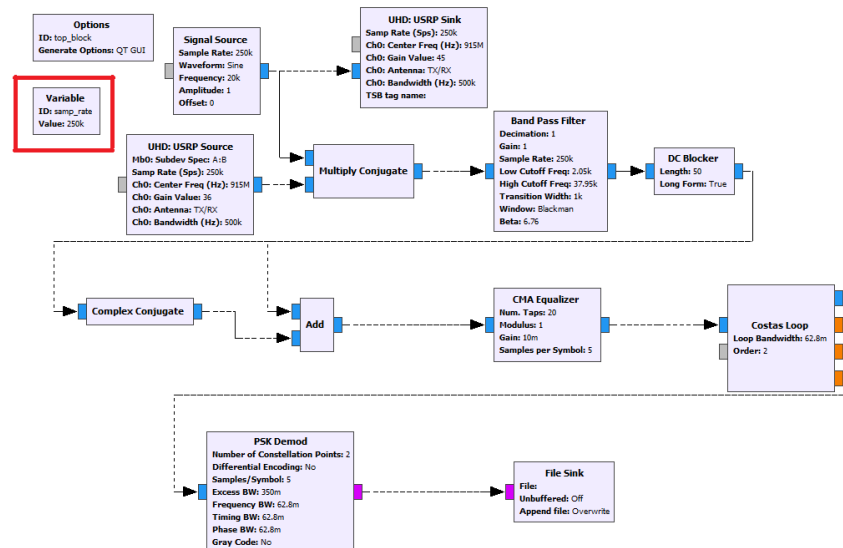 Options
ID: top_block
Generate Options: QT GUI
Variable
ID: samp_rate
Value: 250k
Signal Source
Sample Rate: 250k
Waveform: Sine
Frequency: 20k
Amplitude: 1
Offset: 0
UHD: USRP Sink
Samp Rate (Sps): 250k
Ch0: Center Freq (Hz): 915M
Ch0: Gain Value: 45
Ch0: Antenna: TX/RX
Ch0: Bandwidth (Hz): 500k
TSB tag name:
UHD: USRP Source
Mb0: Subdev Spec: A:B
Samp Rate (Sps): 250k
Ch0: Center Freq (Hz): 915M
Ch0: Gain Value: 36
Ch0: Antenna: TX/RX
Ch0: Bandwidth (Hz): 500k
Multiply Conjugate
Band Pass Filter
Decimation: 1
Gain: 1
Sample Rate: 250k
Low Cutoff Freq: 2.05k
High Cutoff Freq: 37.95k
Transition Width: 1k
Window: Blackman
Beta: 6.76
DC Blocker
Length: 50
Long Form: True
Complex Conjugate
Add
CMA Equalizer
Num. Taps: 20
Modulus: 1
Gain: 10m
Samples per Symbol: 5
Costas Loop
Loop Bandwidth: 62.8m
Order: 2
PSK Demod
Number of Constellation Points: 2
Differential Encoding: No
Samples/Symbol: 5
Excess BW: 350m
Frequency BW: 62.8m
Timing BW: 62.8m
Phase BW: 62.8m
Gray Code: No
File Sink
File:
Unbuffered: Off
Append file: Overwrite